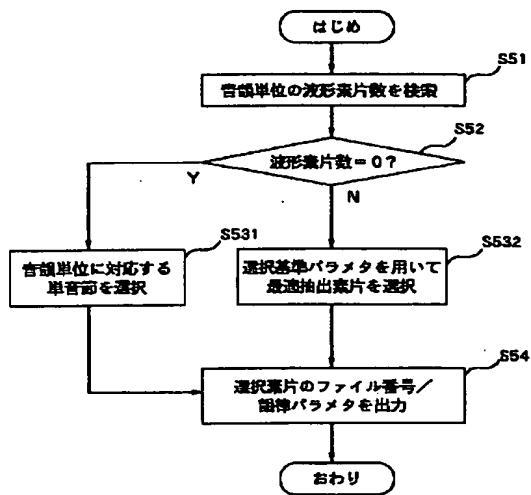 はじめ
S51
音韻単位の波形素片数を検索
S52
波形素片数=0?
Y
N
S531
音韻単位に対応する
単音節を選択
S532
選択基準パラメタを用いて
最適抽出素片を選択
S54
選択素片のファイル番号/
韻律パラメタを出力
おわり